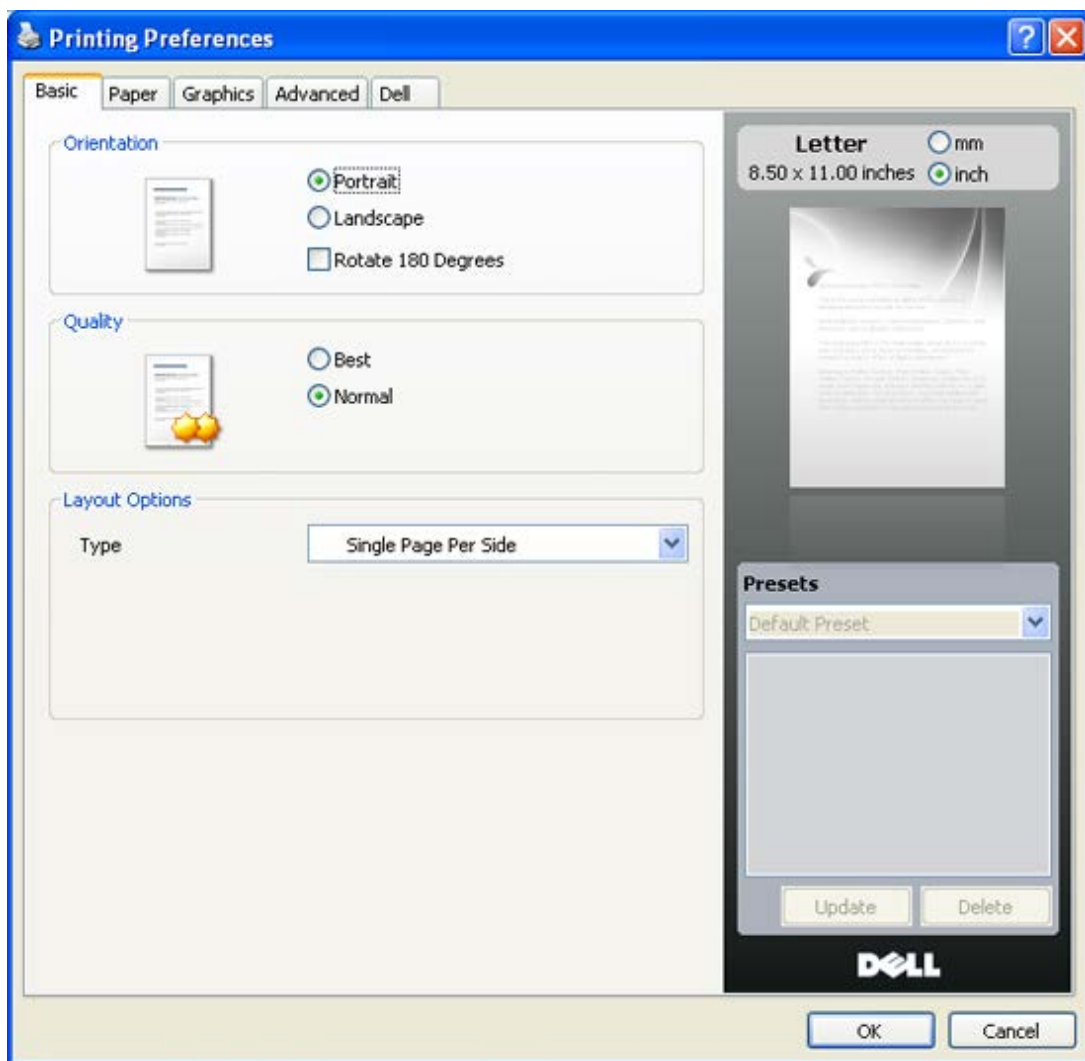 Printing Preferences
Basic
Paper
Graphics
Advanced
Dell
Orientation
Portrait
Landscape
Rotate 180 Degrees
Quality
Best
Normal
Layout Options
Type
Single Page Per Side
Letter
mm
8.50 x 11.00 inches
inch
Presets
Default Preset
Update
Delete
DELL
OK
Cancel